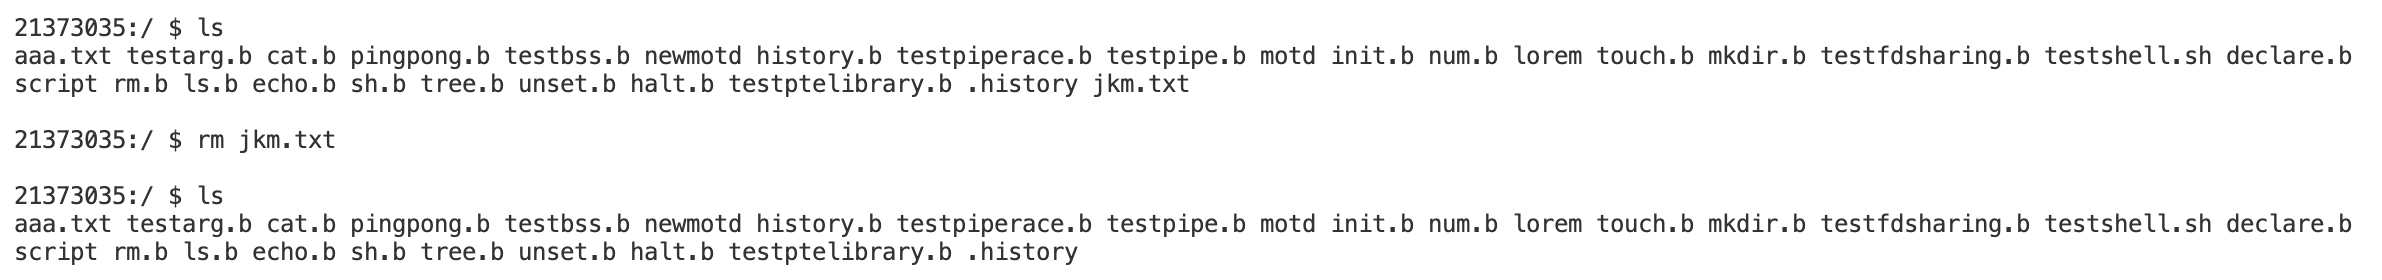 21373035:/ $ ls
aaa.txt testarg.b cat.b pingpong.b testbss.b newmotd history.b testpiperace.b testpipe.b motd init.b num.b lorem touch.b mkdir.b testfdsharing.b testshell.sh declare.b
script rm.b ls.b echo.b sh.b tree.b unset.b halt.b testptelibrary.b .history jkm.txt
21373035:/ $ rm jkm.txt
21373035:/ $ ls
aaa.txt testarg.b cat.b pingpong.b testbss.b newmotd history.b testpiperace.b testpipe.b motd init.b num.b lorem touch.b mkdir.b testfdsharing.b testshell.sh declare.b
script rm.b ls.b echo.b sh.b tree.b unset.b halt.b testptelibrary.b .history